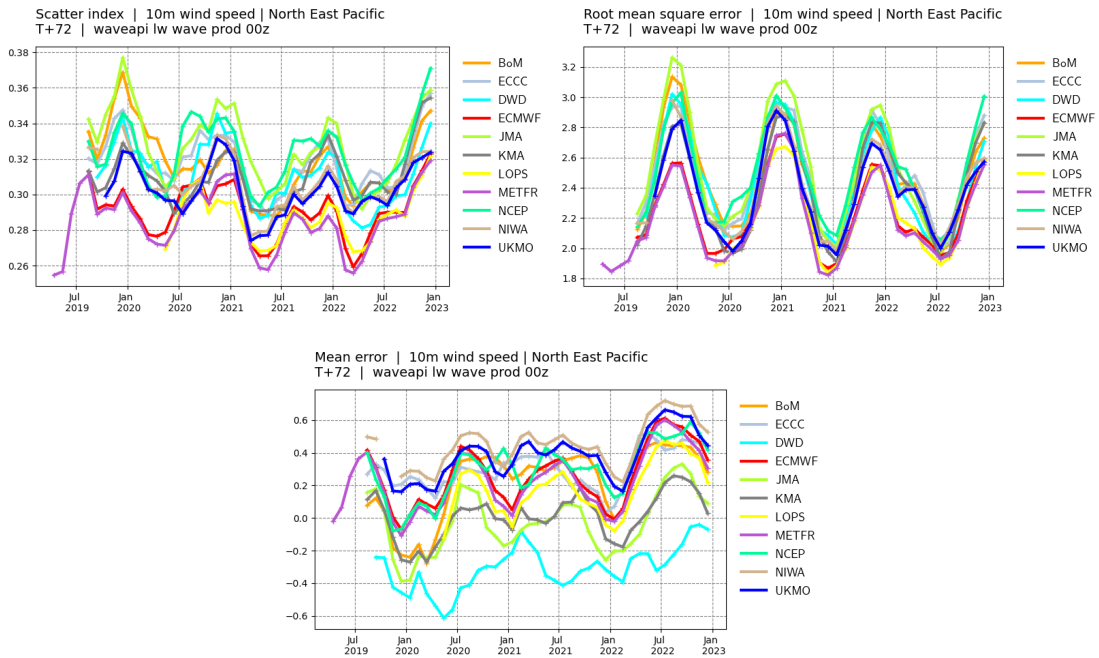 Scatter index | 10m wind speed | North East Pacific
T+72 | waveapi lw wave prod 00z
0.38
0.36
0.34
0.32
0.30
0.28
0.26
Jul 2019
Jan 2020
Jul 2020
Jan 2021
Jul 2021
Jan 2022
Jul 2022
Jan 2023
BoM
ECCC
DWD
ECMWF
JMA
KMA
LOPS
METFR
NCEP
NIWA
UKMO
Root mean square error | 10m wind speed | North East Pacific
T+72 | waveapi lw wave prod 00z
3.2
3.0
2.8
2.6
2.4
2.2
2.0
1.8
Jul 2019
Jan 2020
Jul 2020
Jan 2021
Jul 2021
Jan 2022
Jul 2022
Jan 2023
BoM
ECCC
DWD
ECMWF
JMA
KMA
LOPS
METFR
NCEP
NIWA
UKMO
Mean error | 10m wind speed | North East Pacific
T+72 | waveapi lw wave prod 00z
0.6
0.4
0.2
0.0
−0.2
−0.4
−0.6
Jul 2019
Jan 2020
Jul 2020
Jan 2021
Jul 2021
Jan 2022
Jul 2022
Jan 2023
BoM
ECCC
DWD
ECMWF
JMA
KMA
LOPS
METFR
NCEP
NIWA
UKMO